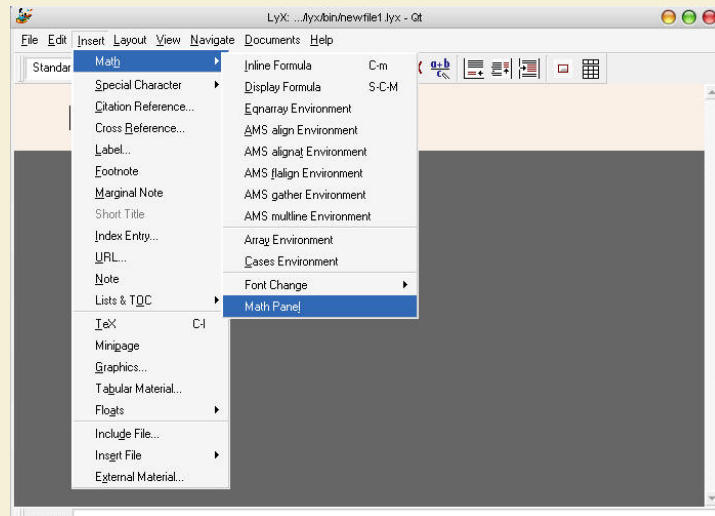 LyX: .../lyx/bin/newfile1.lyx - Qt
File Edit Insert Layout View Navigate Documents Help
Standar
Math
Special Character
Citation Reference...
Cross Reference...
Label...
Footnote
Marginal Note
Short Title
Index Entry...
URL...
Note
Lists & TOC
TeX C-l
Minipage
Graphics...
Tabular Material...
Floats
Include File...
Insert File
External Material...
Inline Formula C-m
Display Formula S-C-M
Eqnarray Environment
AMS align Environment
AMS alignat Environment
AMS flalign Environment
AMS gather Environment
AMS multline Environment
Array Environment
Cases Environment
Font Change
Math Panel
a+b